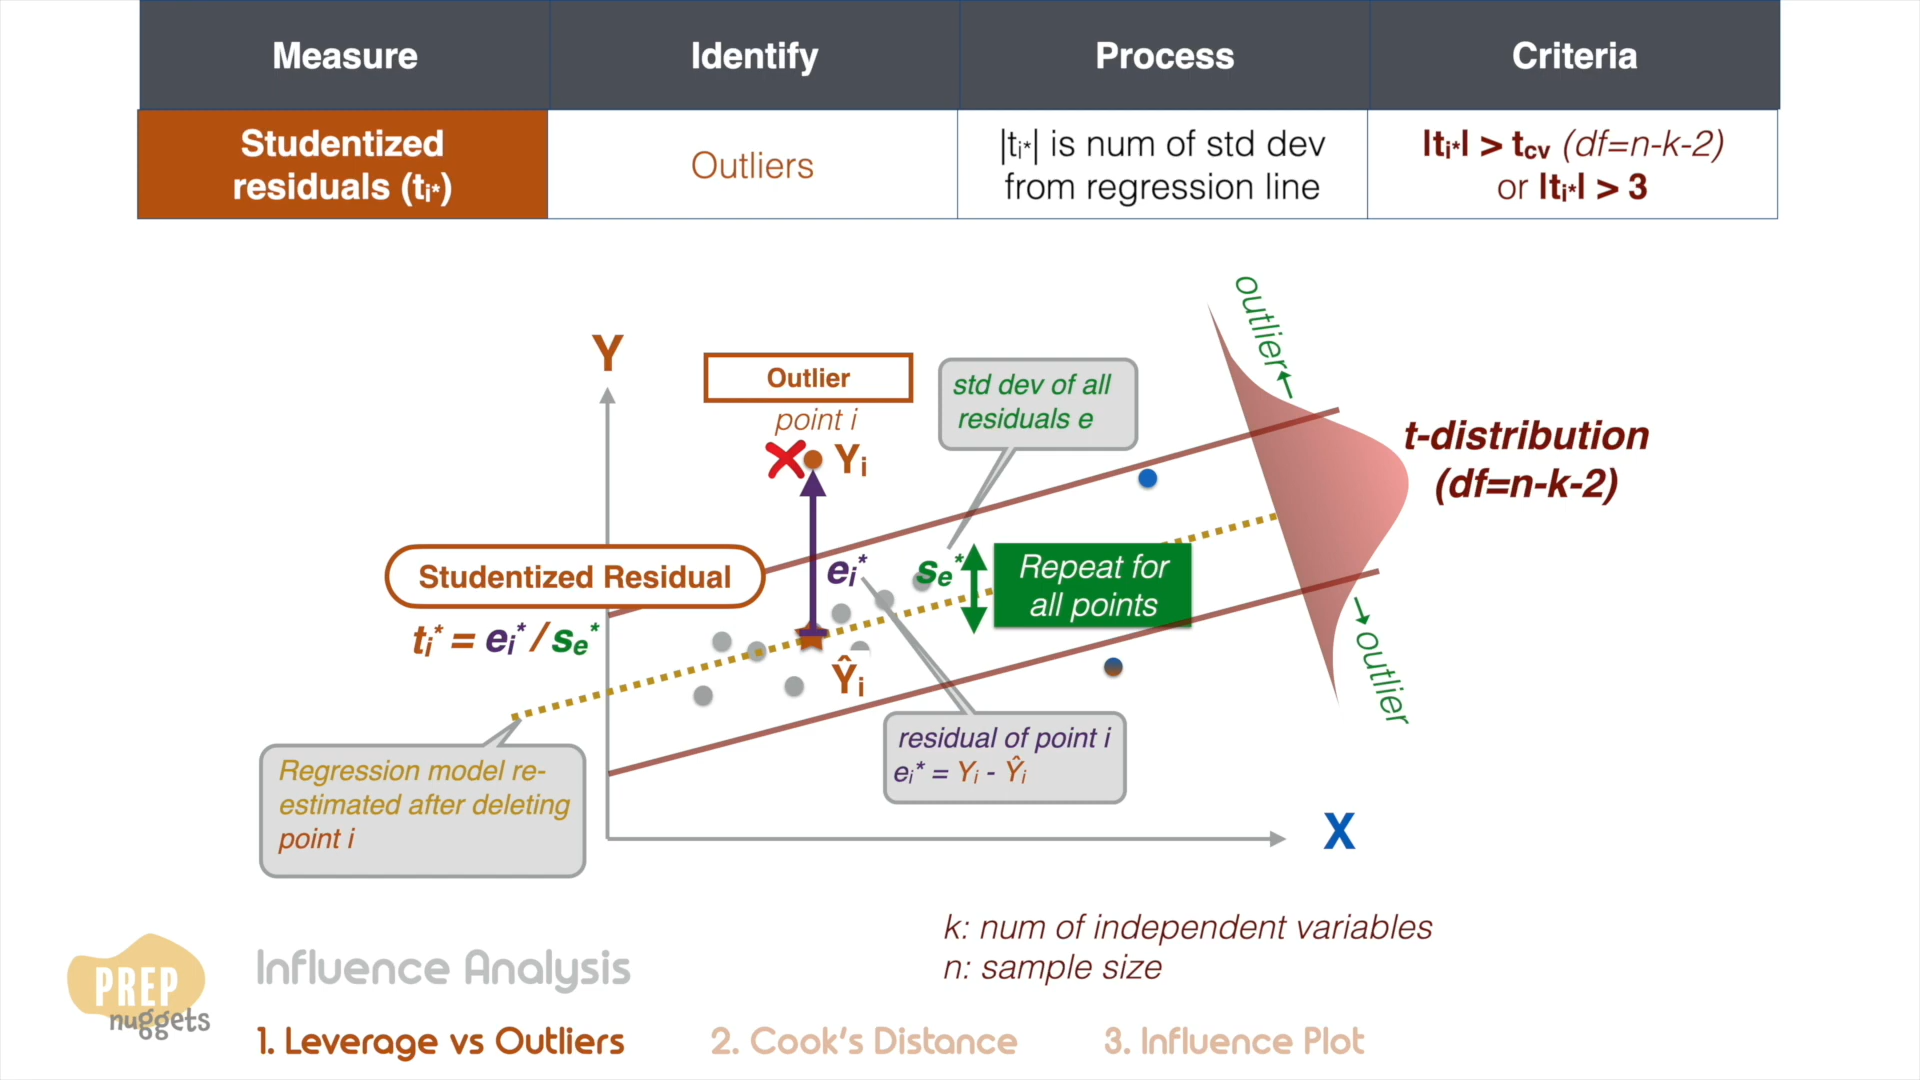 Measure
Identify
Process
Criteria
Studentized
residuals (ti*)
Outliers
|ti*| is num of std dev
from regression line
|ti*| > tcv (df=n-k-2)
or |ti*| > 3
outlier
Y
Outlier
point i
Yi
std dev of all
residuals e
t-distribution
(df=n-k-2)
Studentized Residual
ei*
se*
Repeat for
all points
ti* = ei* / se*
Ŷi
outlier
residual of point i
ei* = Yi - Ŷi
Regression model re-
estimated after deleting
point i
X
k: num of independent variables
n: sample size
PREP
nuggets
Influence Analysis
1. Leverage vs Outliers
2. Cook's Distance
3. Influence Plot